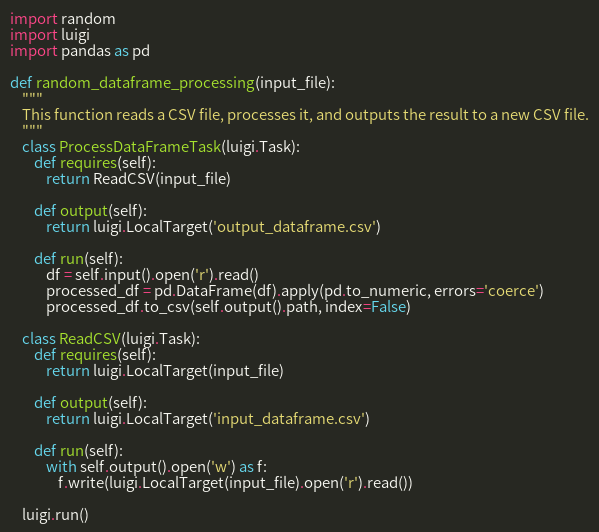 import random
import luigi
import pandas as pd

def random_dataframe_processing(input_file):
    """
    This function reads a CSV file, processes it, and outputs the result to a new CSV file.
    """
    class ProcessDataFrameTask(luigi.Task):
        def requires(self):
            return ReadCSV(input_file)

        def output(self):
            return luigi.LocalTarget('output_dataframe.csv')

        def run(self):
            df = self.input().open('r').read()
            processed_df = pd.DataFrame(df).apply(pd.to_numeric, errors='coerce')
            processed_df.to_csv(self.output().path, index=False)

    class ReadCSV(luigi.Task):
        def requires(self):
            return luigi.LocalTarget(input_file)

        def output(self):
            return luigi.LocalTarget('input_dataframe.csv')

        def run(self):
            with self.output().open('w') as f:
                f.write(luigi.LocalTarget(input_file).open('r').read())

    luigi.run()